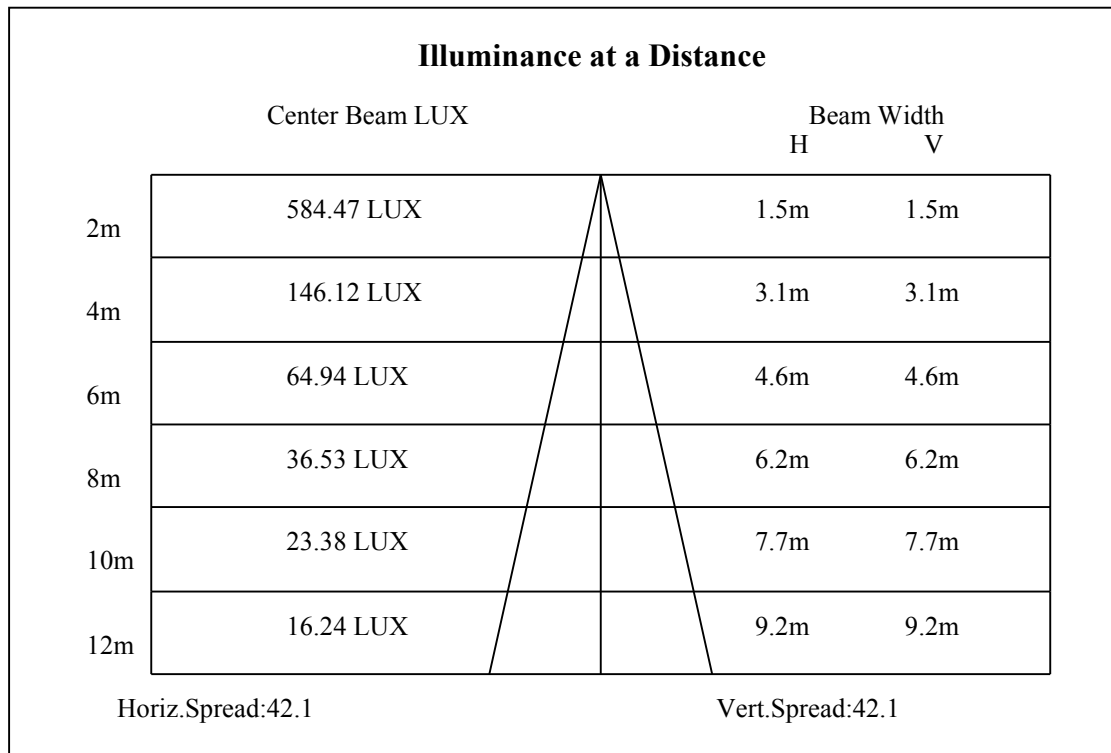 Illuminance at a Distance
Center Beam LUX Beam Width
H V
2m 584.47 LUX 1.5m 1.5m
4m 146.12 LUX 3.1m 3.1m
6m 64.94 LUX 4.6m 4.6m
8m 36.53 LUX 6.2m 6.2m
10m 23.38 LUX 7.7m 7.7m
12m 16.24 LUX 9.2m 9.2m
Horiz.Spread:42.1 Vert.Spread:42.1